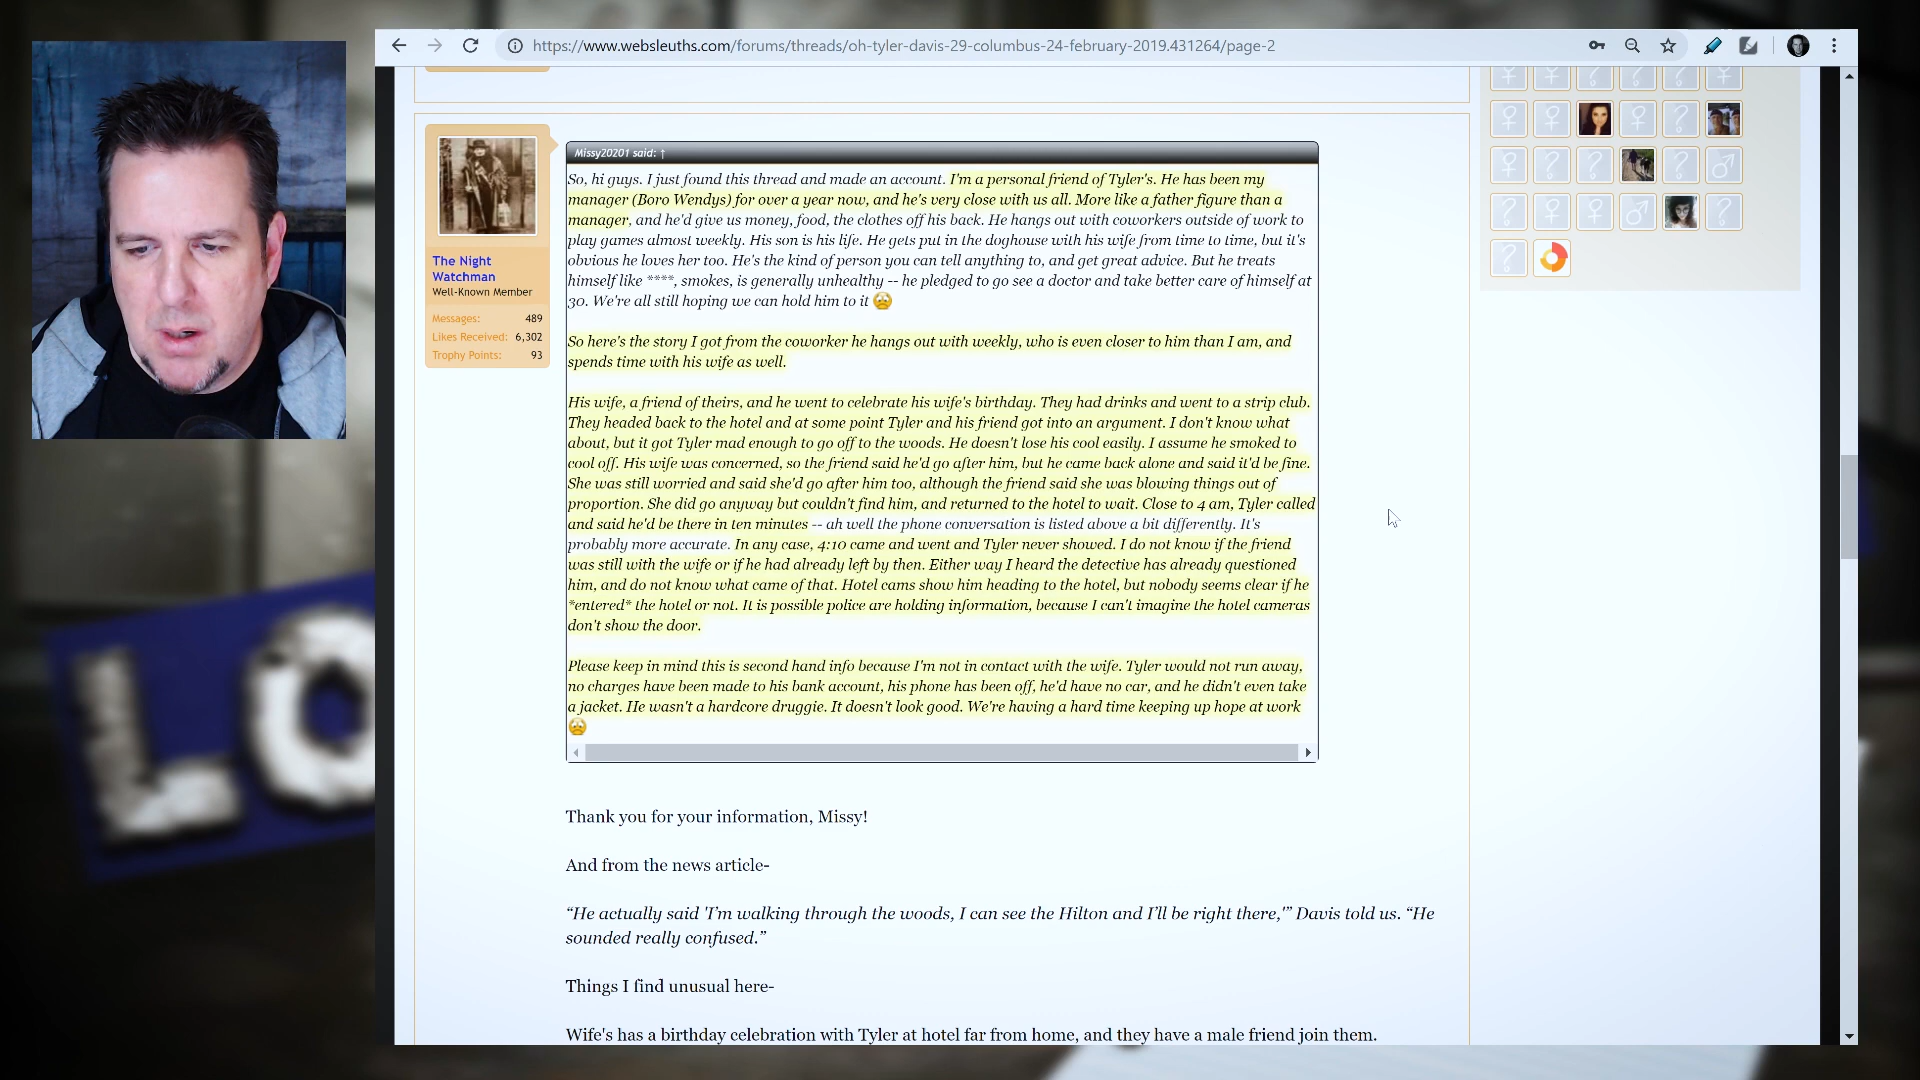 https://www.websleuths.com/forums/threads/oh-tyler-davis-29-columbus-24-february-2019.431264/page-2
Missy20201 said: ↑
So, hi guys. I just found this thread and made an account. I'm a personal friend of Tyler's. He has been my
manager (Boro Wendys) for over a year now, and he's very close with us all. More like a father figure than a
manager, and he'd give us money, food, the clothes off his back. He hangs out with coworkers outside of work to
play games almost weekly. His son is his life. He gets put in the doghouse with his wife from time to time, but it's
obvious he loves her too. He's the kind of person you can tell anything to, and get great advice. But he treats
himself like ****, smokes, is generally unhealthy -- he pledged to go see a doctor and take better care of himself at
30. We're all still hoping we can hold him to it
The Night
Watchman
Well-Known Member
Messages: 489
Likes Received: 6,302
Trophy Points: 93
So here's the story I got from the coworker he hangs out with weekly, who is even closer to him than I am, and
spends time with his wife as well.
His wife, a friend of theirs, and he went to celebrate his wife's birthday. They had drinks and went to a strip club.
They headed back to the hotel and at some point Tyler and his friend got into an argument. I don't know what
about, but it got Tyler mad enough to go off to the woods. He doesn't lose his cool easily. I assume he smoked to
cool off. His wife was concerned, so the friend said he'd go after him, but he came back alone and said it'd be fine.
She was still worried and said she'd go after him too, although the friend said she was blowing things out of
proportion. She did go anyway but couldn't find him, and returned to the hotel to wait. Close to 4 am, Tyler called
and said he'd be there in ten minutes -- ah well the phone conversation is listed above a bit differently. It's
probably more accurate. In any case, 4:10 came and went and Tyler never showed. I do not know if the friend
was still with the wife or if he had already left by then. Either way I heard the detective has already questioned
him, and do not know what came of that. Hotel cams show him heading to the hotel, but nobody seems clear if he
*entered* the hotel or not. It is possible police are holding information, because I can't imagine the hotel cameras
don't show the door.
Please keep in mind this is second hand info because I'm not in contact with the wife. Tyler would not run away,
no charges have been made to his bank account, his phone has been off, he'd have no car, and he didn't even take
a jacket. He wasn't a hardcore druggie. It doesn't look good. We're having a hard time keeping up hope at work
Thank you for your information, Missy!
And from the news article-
“He actually said 'I’m walking through the woods, I can see the Hilton and I’ll be right there,'” Davis told us. “He
sounded really confused.”
Things I find unusual here-
Wife's has a birthday celebration with Tyler at hotel far from home, and they have a male friend join them.
LO